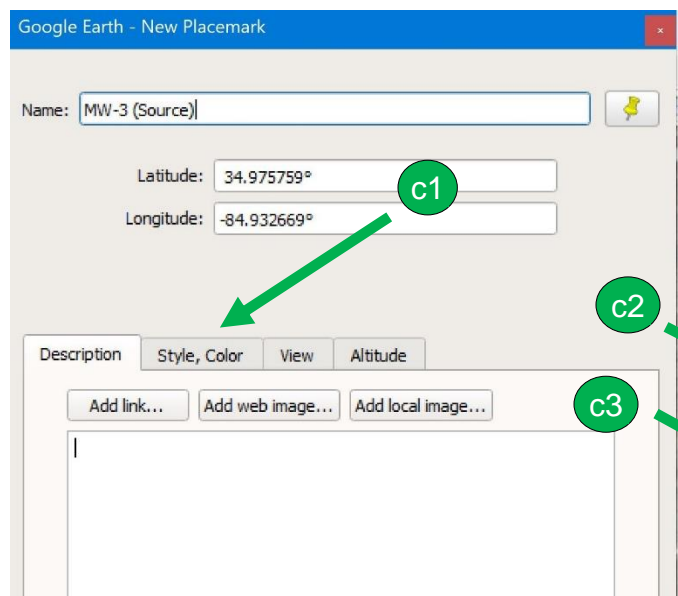 Google Earth - New Placemark ×
Name: MW-3 (Source)
Latitude: 34.975759°
c1
Longitude: -84.932669°
c2
Description Style, Color View Altitude
Add link... Add web image... Add local image...
c3